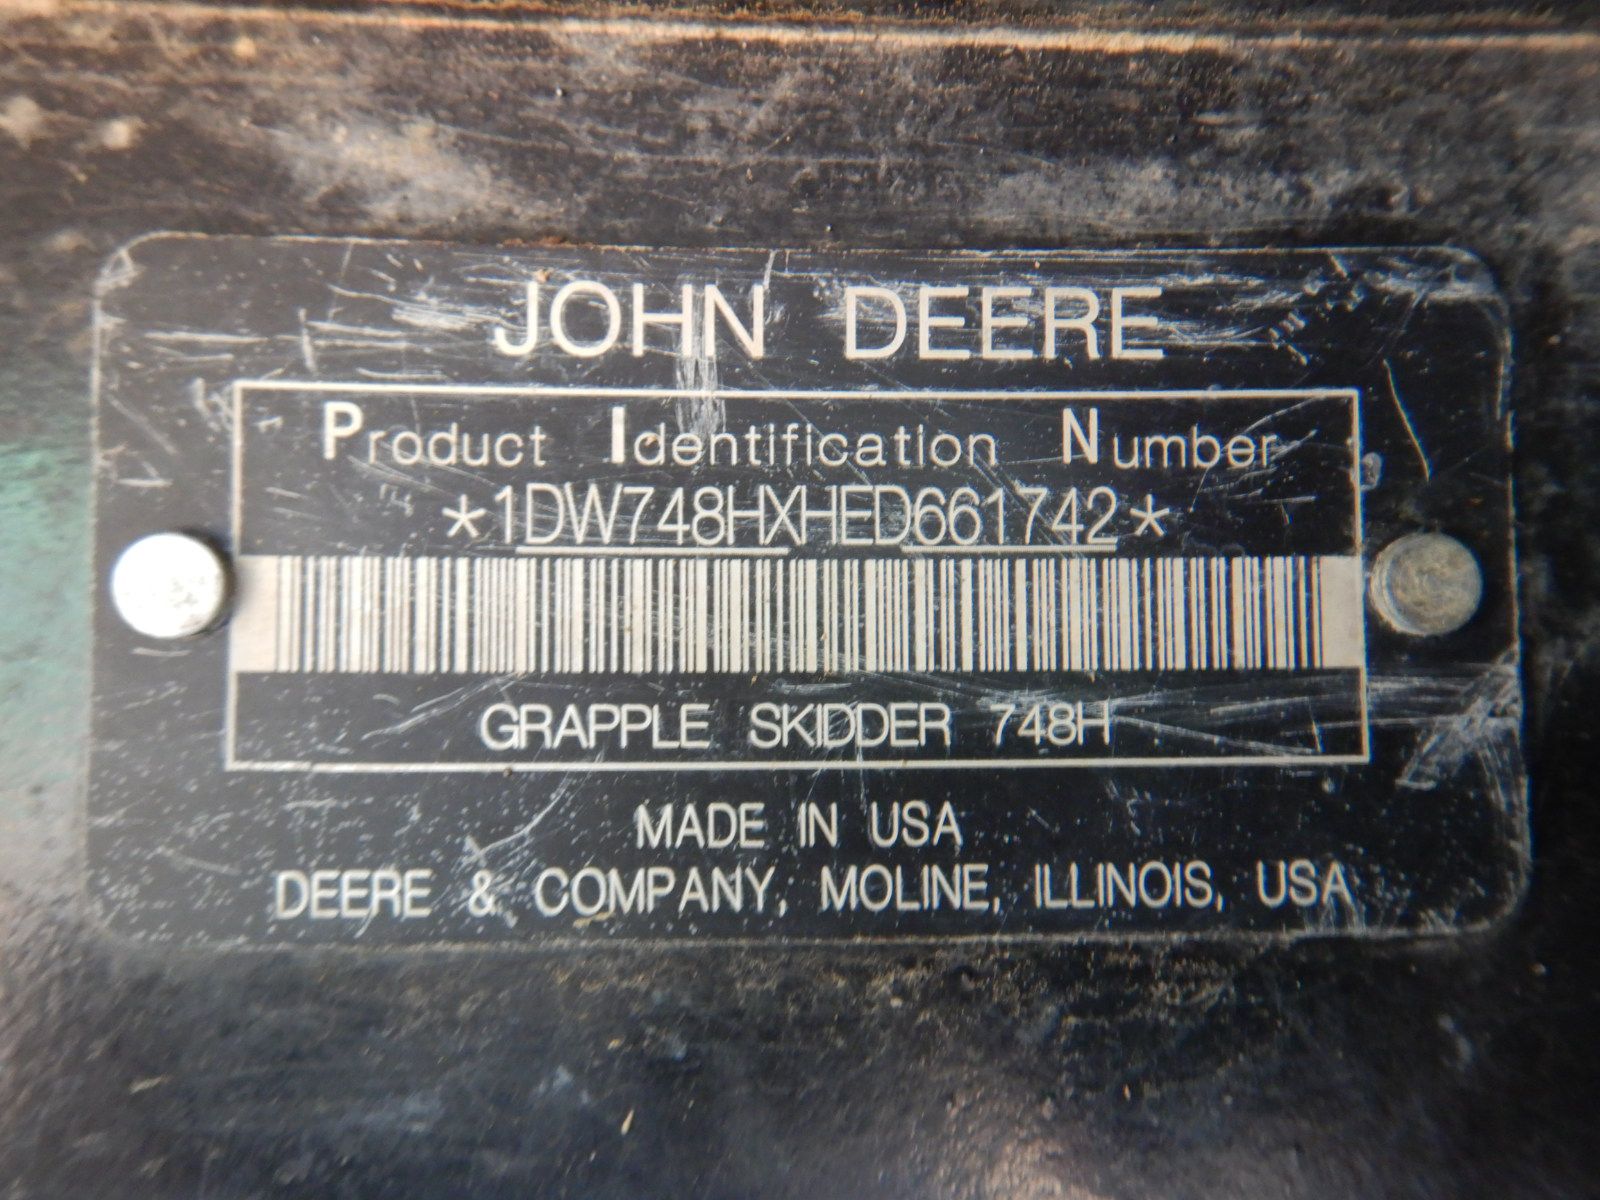 JOHN DEERE
Product Identification Number
*1DW748HXHED661742*
GRAPPLE SKIDDER 748H
MADE IN USA
DEERE & COMPANY, MOLINE, ILLINOIS, USA